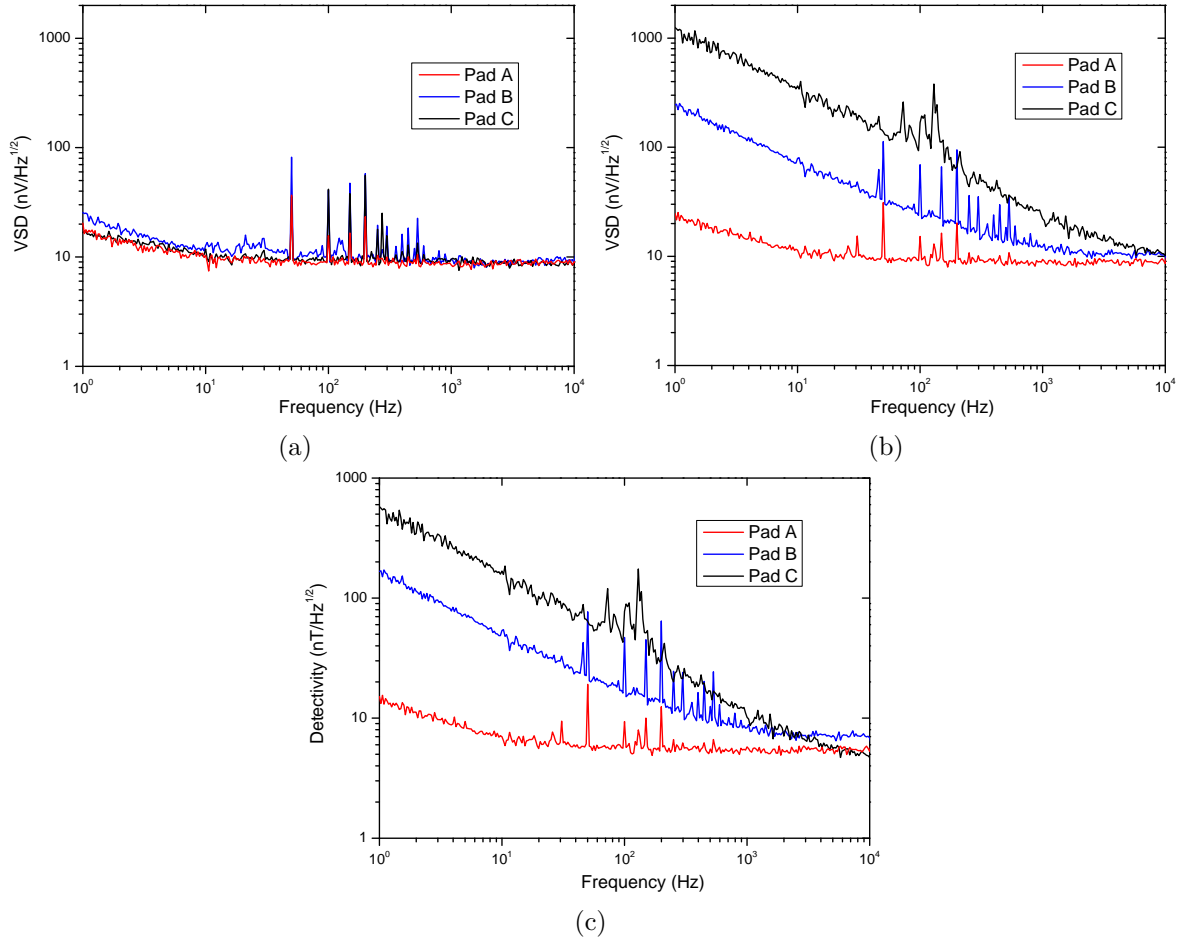 1000
100
10
1
VSD (nV/Hz^1/2)
Pad A
Pad B
Pad C
10^0 10^1 10^2 10^3 10^4
Frequency (Hz)
(a)
1000
100
10
1
VSD (nV/Hz^1/2)
Pad A
Pad B
Pad C
10^0 10^1 10^2 10^3 10^4
Frequency (Hz)
(b)
1000
100
10
1
Detectivity (nT/Hz^1/2)
Pad A
Pad B
Pad C
10^0 10^1 10^2 10^3 10^4
Frequency (Hz)
(c)